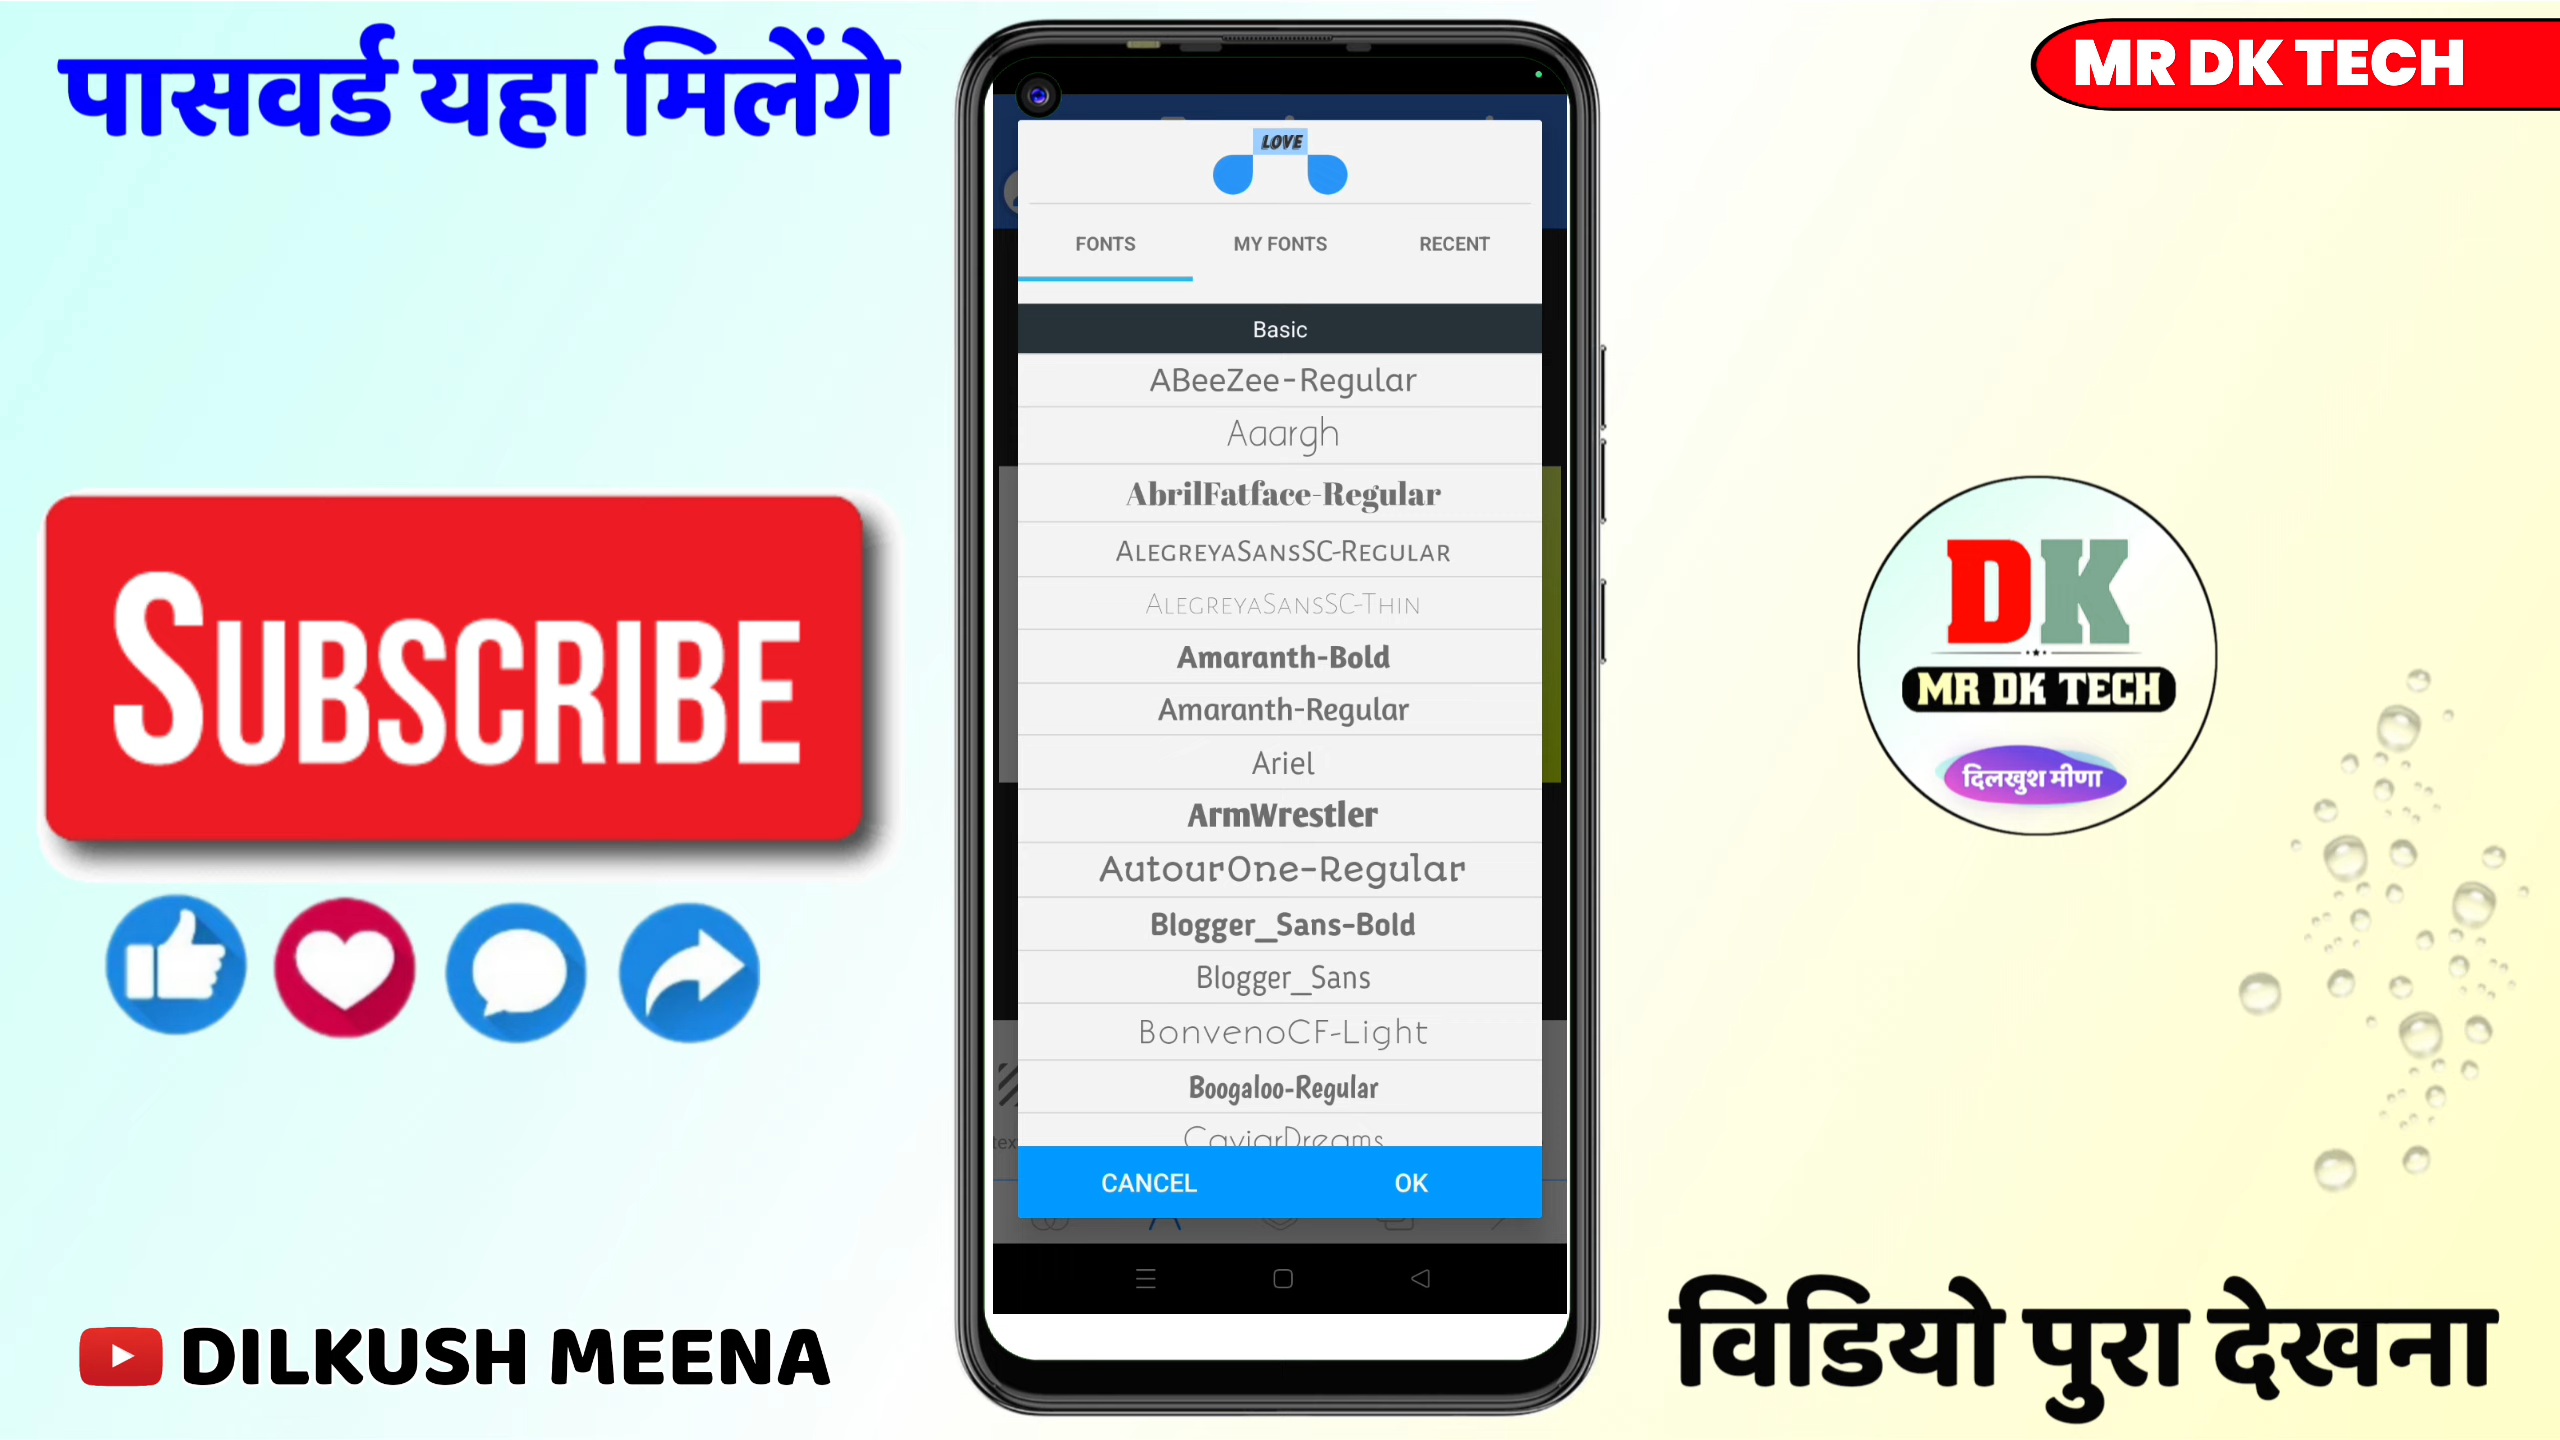 पासवर्ड यहा मिलेंगे
MR DK TECH
LOVE
FONTS
MY FONTS
RECENT
Basic
ABeeZee-Regular
Aaargh
AbrilFatface-Regular
AlegreyaSansSC-Regular
AlegreyaSansSC-Thin
Amaranth-Bold
Amaranth-Regular
Ariel
ArmWrestler
AutourOne-Regular
Blogger_Sans-Bold
Blogger_Sans
BonvenoCF-Light
Boogaloo-Regular
CaviarDreams
CANCEL
OK
SUBSCRIBE
DK
MR DK TECH
दिलखुश मीणा
DILKUSH MEENA
विडियो पुरा देखना